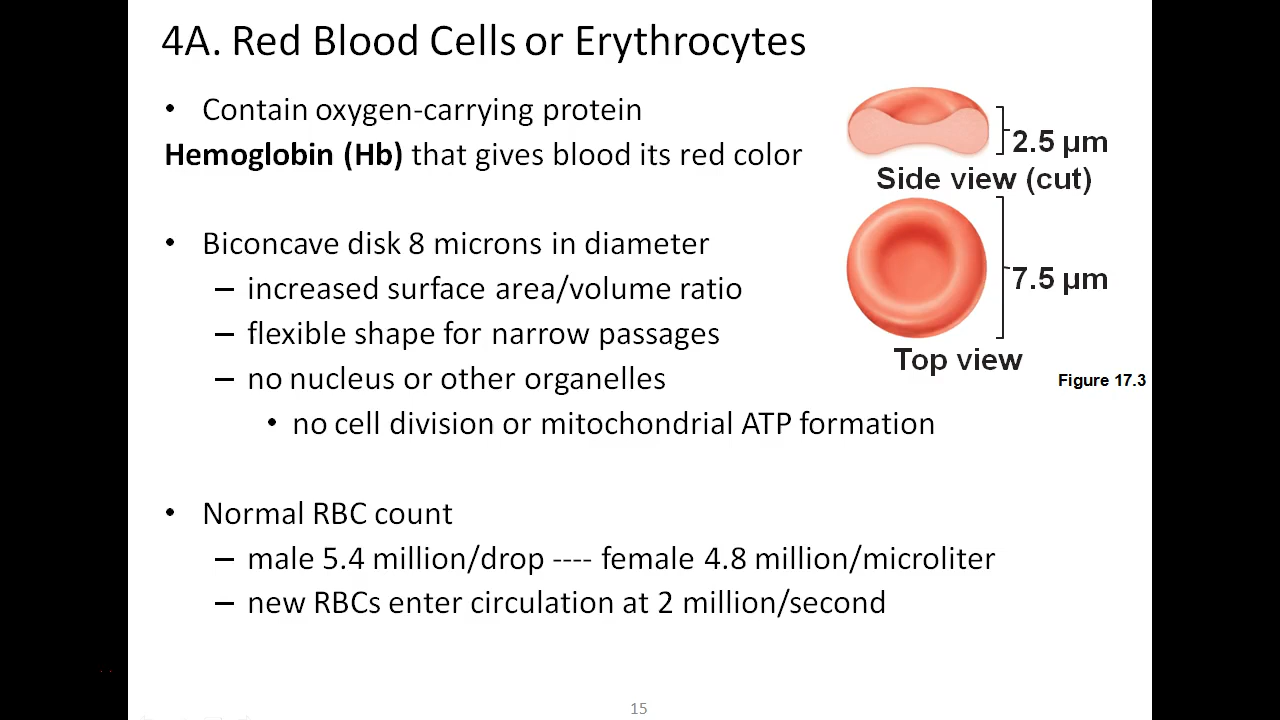 4A. Red Blood Cells or Erythrocytes
• Contain oxygen-carrying protein
Hemoglobin (Hb) that gives blood its red color
• Biconcave disk 8 microns in diameter
– increased surface area/volume ratio
– flexible shape for narrow passages
– no nucleus or other organelles
• no cell division or mitochondrial ATP formation
• Normal RBC count
– male 5.4 million/drop ---- female 4.8 million/microliter
– new RBCs enter circulation at 2 million/second
2.5 µm
Side view (cut)
7.5 µm
Top view
Figure 17.3
15